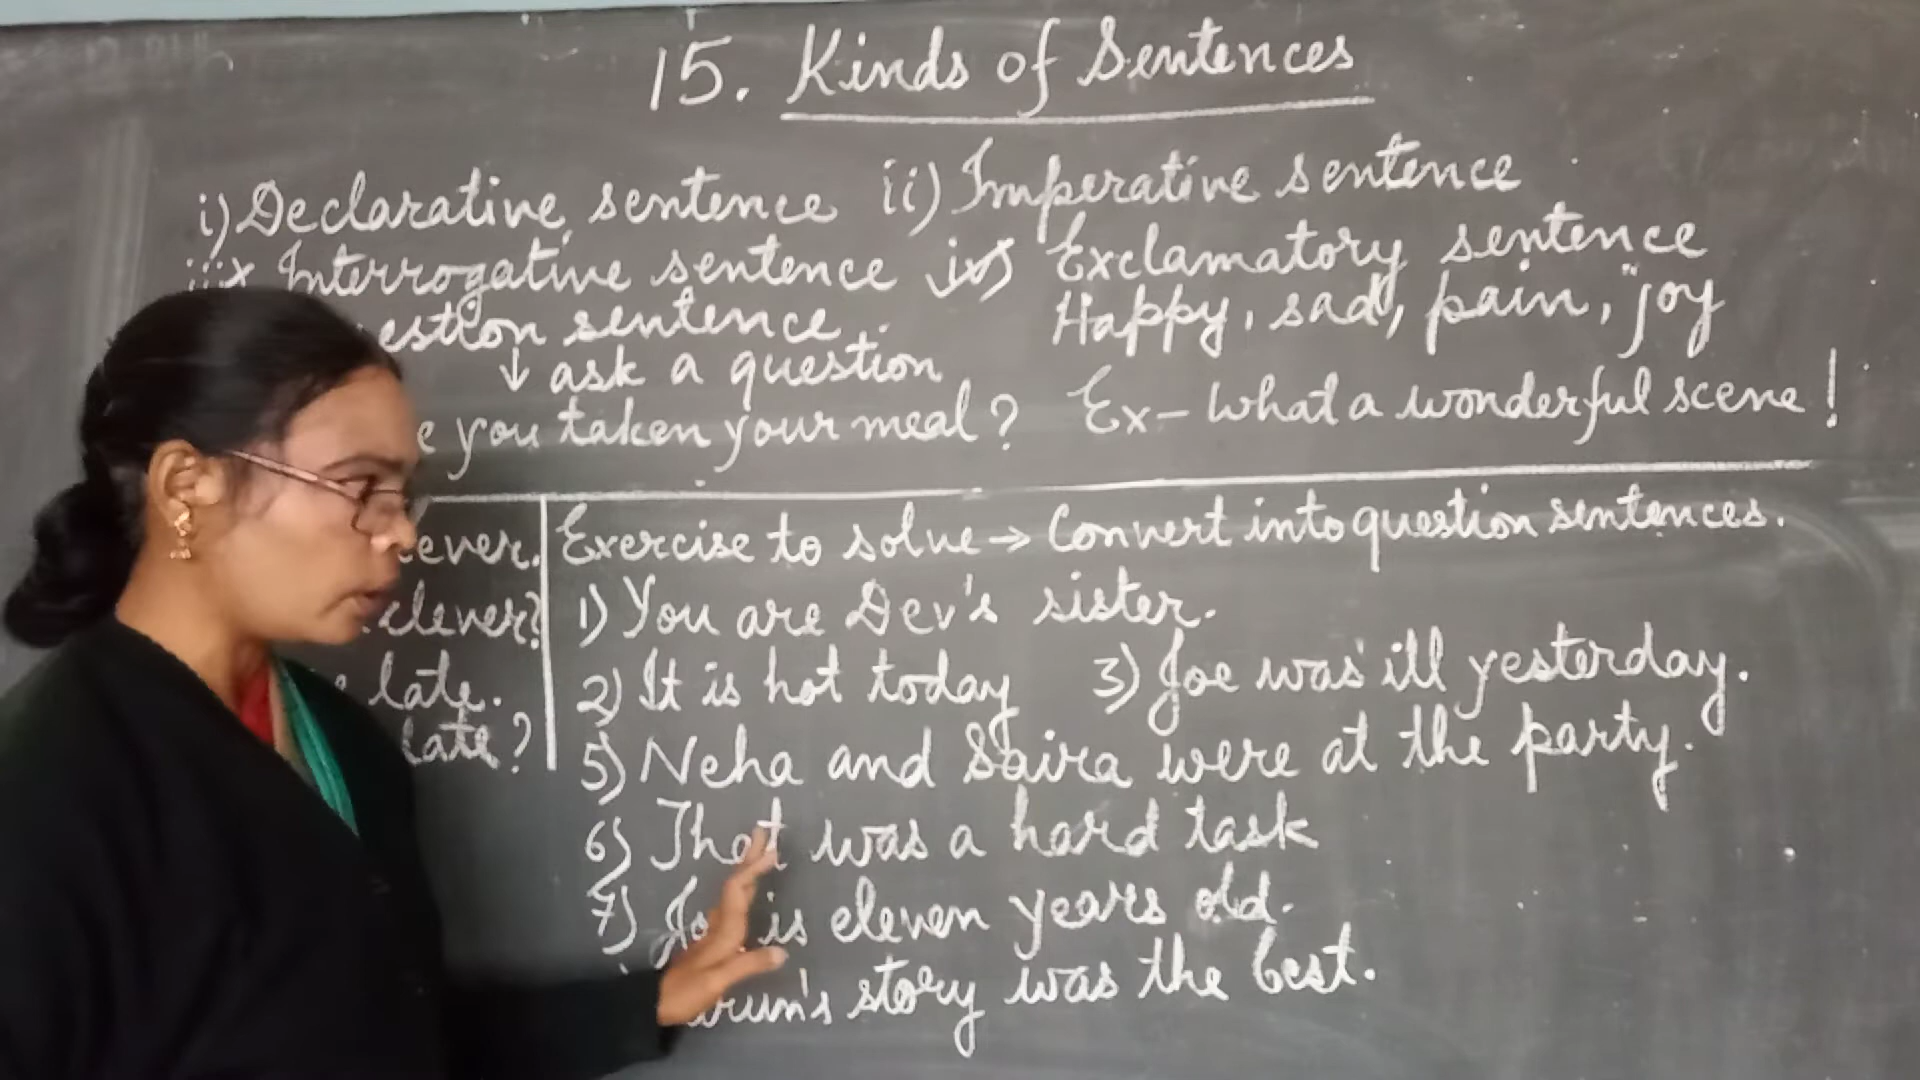 15. Kinds of Sentences
i) Declarative sentence ii) Imperative sentence
Interrogative sentence iv) Exclamatory sentence
sentence Happy, sad, pain, joy
↓ ask a question
you taken your meal? Ex- What a wonderful scene!
Exercise to solve → Convert into question sentences.
clever? 1) You are Dev's sister.
late. 2) It is hot today 3) Joe was ill yesterday.
late? 5) Neha and Saira were at the party.
6) That was a hard task
7) is eleven years old.
story was the best.